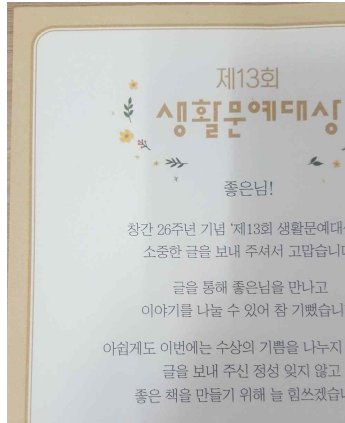 제13회
생활문예대상
좋은님!
창간 26주년 기념 '제13회 생활문예대
소중한 글을 보내 주셔서 고맙습니다
글을 통해 좋은님을 만나고
이야기를 나눌 수 있어 참 기뻤습니
아쉽게도 이번에는 수상의 기쁨을 나누지
글을 보내 주신 정성 잊지 않고
좋은 책을 만들기 위해 늘 힘쓰겠습